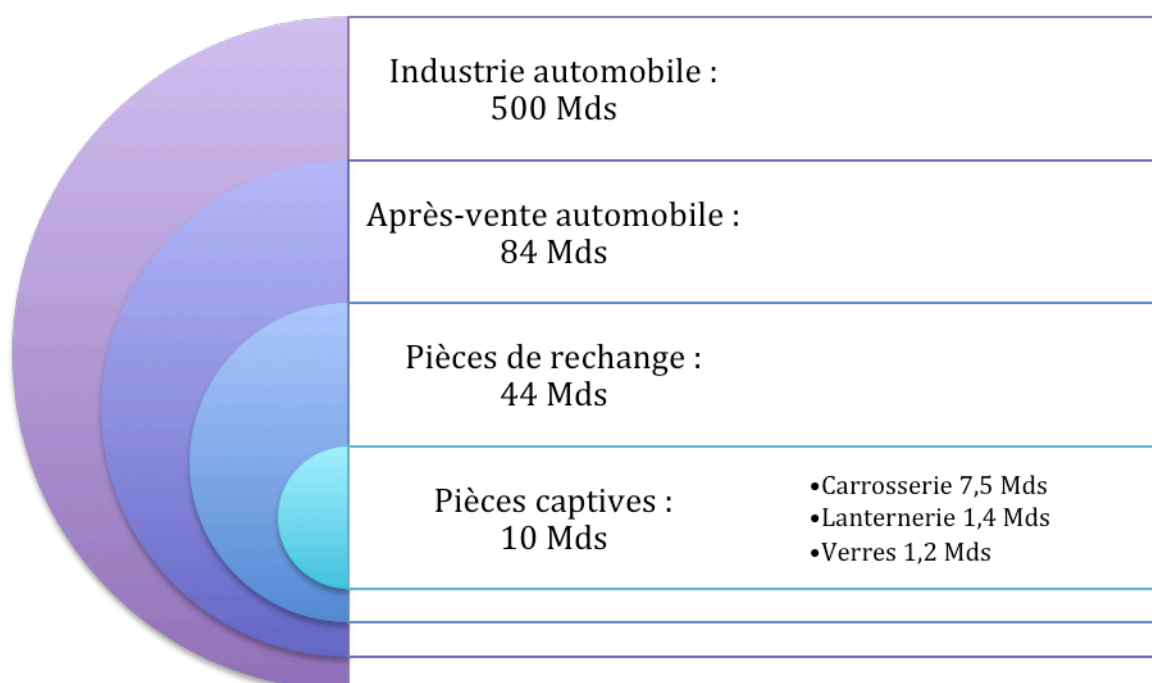 Industrie automobile :
500 Mds
Après-vente automobile :
84 Mds
Pièces de rechange :
44 Mds
Pièces captives :
10 Mds
•Carrosserie 7,5 Mds
•Lanternerie 1,4 Mds
•Verres 1,2 Mds